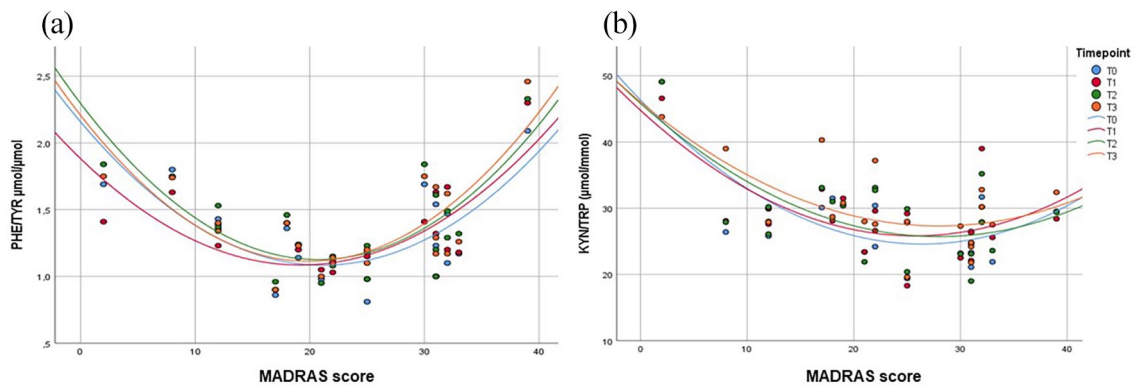 (a)
(b)
PHE/TYR µmol/µmol
2,5
2,0
1,5
1,0
,5
0
10
20
30
40
MADRAS score
KYN/TRP (µmol/mmol)
50
40
30
20
10
0
10
20
30
40
MADRAS score
Timepoint
T0
T1
T2
T3
T0
T1
T2
T3